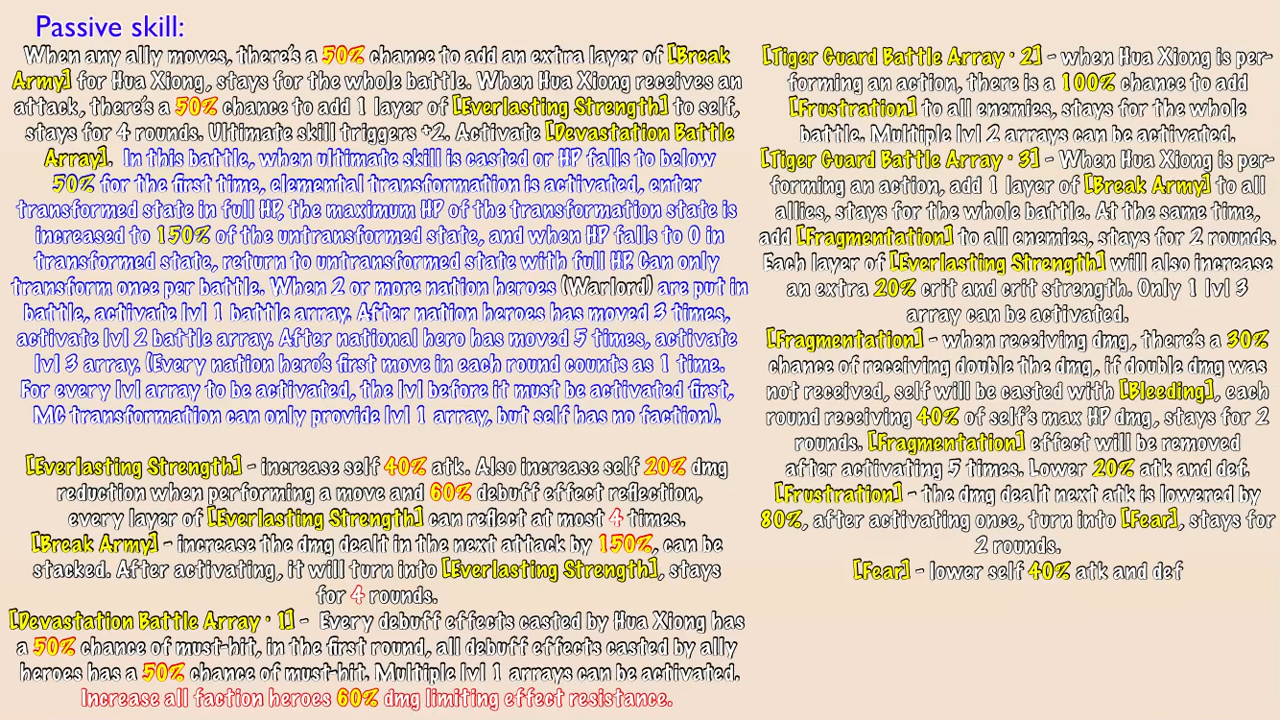 Passive skill:
When any ally moves, there's a 50% chance to add an extra layer of [Break
Army] for Hua Xiong, stays for the whole battle. When Hua Xiong receives an
attack, there's a 50% chance to add 1 layer of [Everlasting Strength] to self,
stays for 4 rounds. Ultimate skill triggers +2. Activate [Devastation Battle
Array]. In this battle, when ultimate skill is casted or HP falls to below
50% for the first time, elemental transformation is activated, enter
transformed state in full HP, the maximum HP of the transformation state is
increased to 150% of the untransformed state, and when HP falls to 0 in
transformed state, return to untransformed state with full HP. Can only
transform once per battle. When 2 or more nation heroes (Warlord) are put in
battle, activate lvl 1 battle array. After nation heroes has moved 3 times,
activate lvl 2 battle array. After national hero has moved 5 times, activate
lvl 3 array. (Every nation hero's first move in each round counts as 1 time.
For every lvl array to be activated, the lvl before it must be activated first,
MC transformation can only provide lvl 1 array, but self has no faction).
[Everlasting Strength] - increase self 40% atk. Also increase self 20% dmg
reduction when performing a move and 60% debuff effect reflection,
every layer of [Everlasting Strength] can reflect at most 4 times.
[Break Army] - increase the dmg dealt in the next attack by 150%, can be
stacked. After activating, it will turn into [Everlasting Strength], stays
for 4 rounds.
[Devastation Battle Array · 1] - Every debuff effects casted by Hua Xiong has
a 50% chance of must-hit, in the first round, all debuff effects casted by ally
heroes has a 50% chance of must-hit. Multiple lvl 1 arrays can be activated.
Increase all faction heroes 60% dmg limiting effect resistance.
[Tiger Guard Battle Array · 2] - when Hua Xiong is per-
forming an action, there is a 100% chance to add
[Frustration] to all enemies, stays for the whole
battle. Multiple lvl 2 arrays can be activated.
[Tiger Guard Battle Array · 3] - When Hua Xiong is per-
forming an action, add 1 layer of [Break Army] to all
allies, stays for the whole battle. At the same time,
add [Fragmentation] to all enemies, stays for 2 rounds.
Each layer of [Everlasting Strength] will also increase
an extra 20% crit and crit strength. Only 1 lvl 3
array can be activated.
[Fragmentation] - when receiving dmg, there's a 30%
chance of receiving double the dmg, if double dmg was
not received, self will be casted with [Bleeding], each
round receiving 40% of self's max HP dmg, stays for 2
rounds. [Fragmentation] effect will be removed
after activating 5 times. Lower 20% atk and def.
[Frustration] - the dmg dealt next atk is lowered by
80%, after activating once, turn into [Fear], stays for
2 rounds.
[Fear] - lower self 40% atk and def